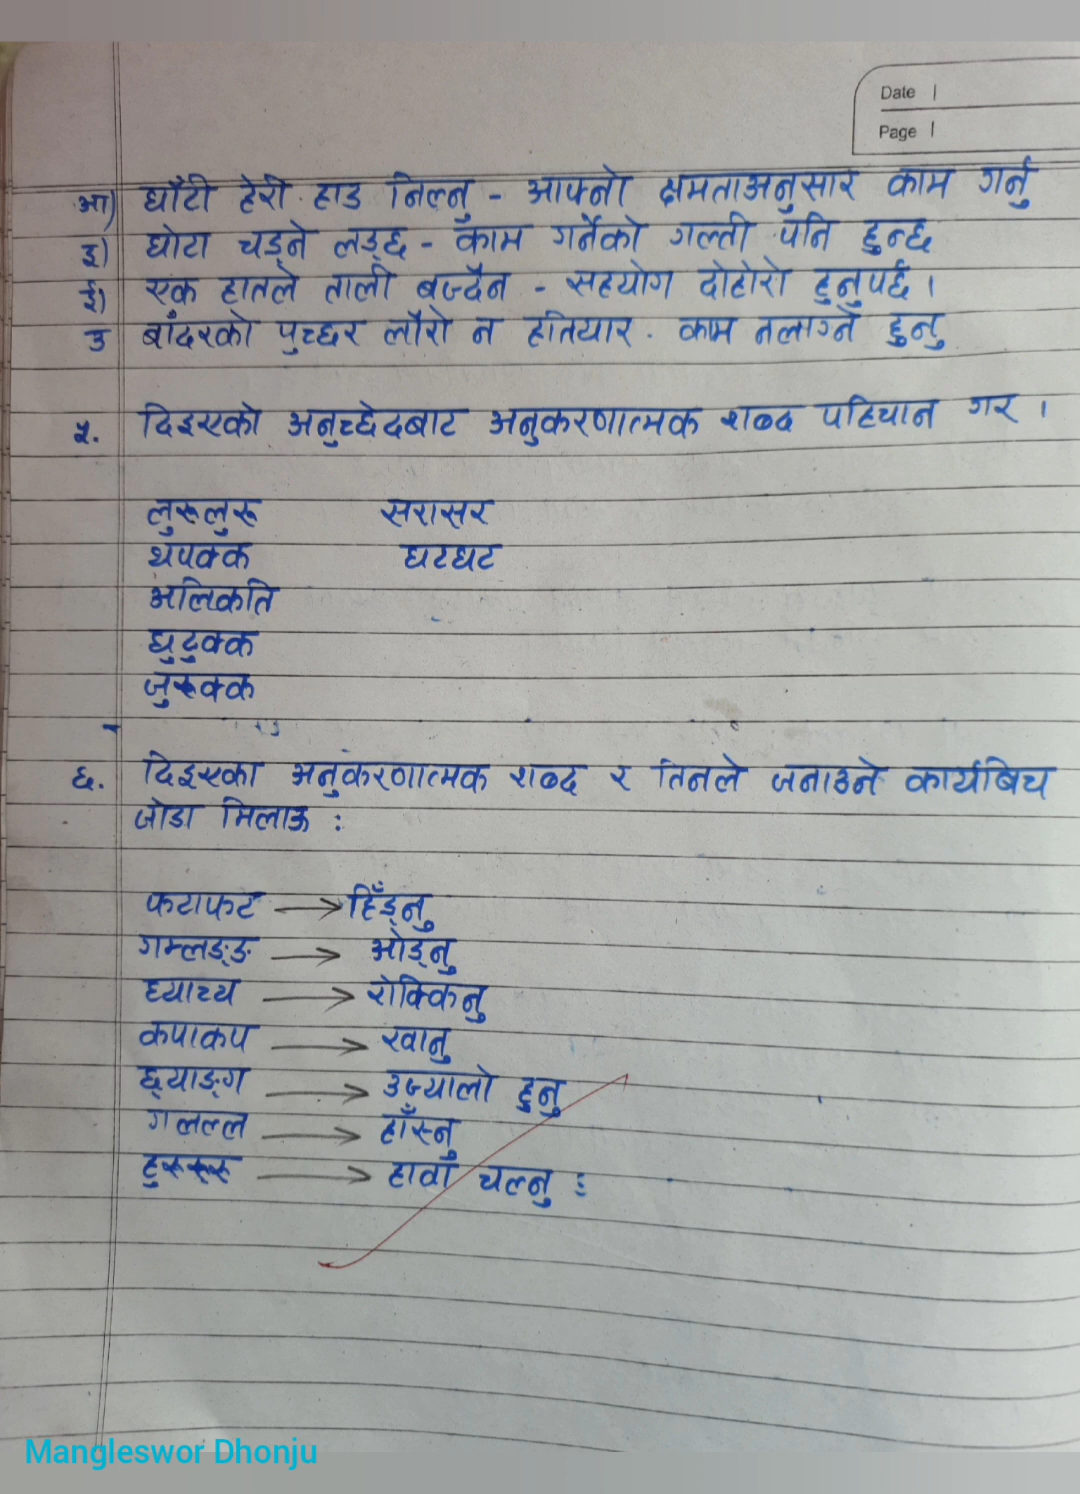 Date
Page
आ) घाँटी हेरी हाड निल्नु - आफ्नो क्षमताअनुसार काम गर्नु
इ) घोटा चड्ने लड्छ - काम गर्नेको गल्ती पनि हुन्छ
ई) एक हातले ताली बज्दैन - सहयोग दोहोरो हुनुपर्छ ।
उ बाँदरको पुच्छर लौरो न हतियार - काम नलाग्ने हुनु
५. दिइएको अनुच्छेदबाट अनुकरणात्मक शब्द पहिचान गर ।
लुरूलुरू सरासर
थपक्क घटघट
अलिकति
घुटुक्क
जुरूक्क
६. दिइएका अनुकरणात्मक शब्द र तिनले जनाउने कार्यबिच
जोडा मिलाऊ :
फटाफट → हिँड्नु
गम्लङ्ङ → ओड्नु
घ्याच्च → रोक्किनु
कपाकप → खानु
छ्याङ्ग → उज्यालो हुनु
गलल्ल → हाँस्नु
हुरूरूरू → हावा चल्नु :
Mangleswor Dhonju